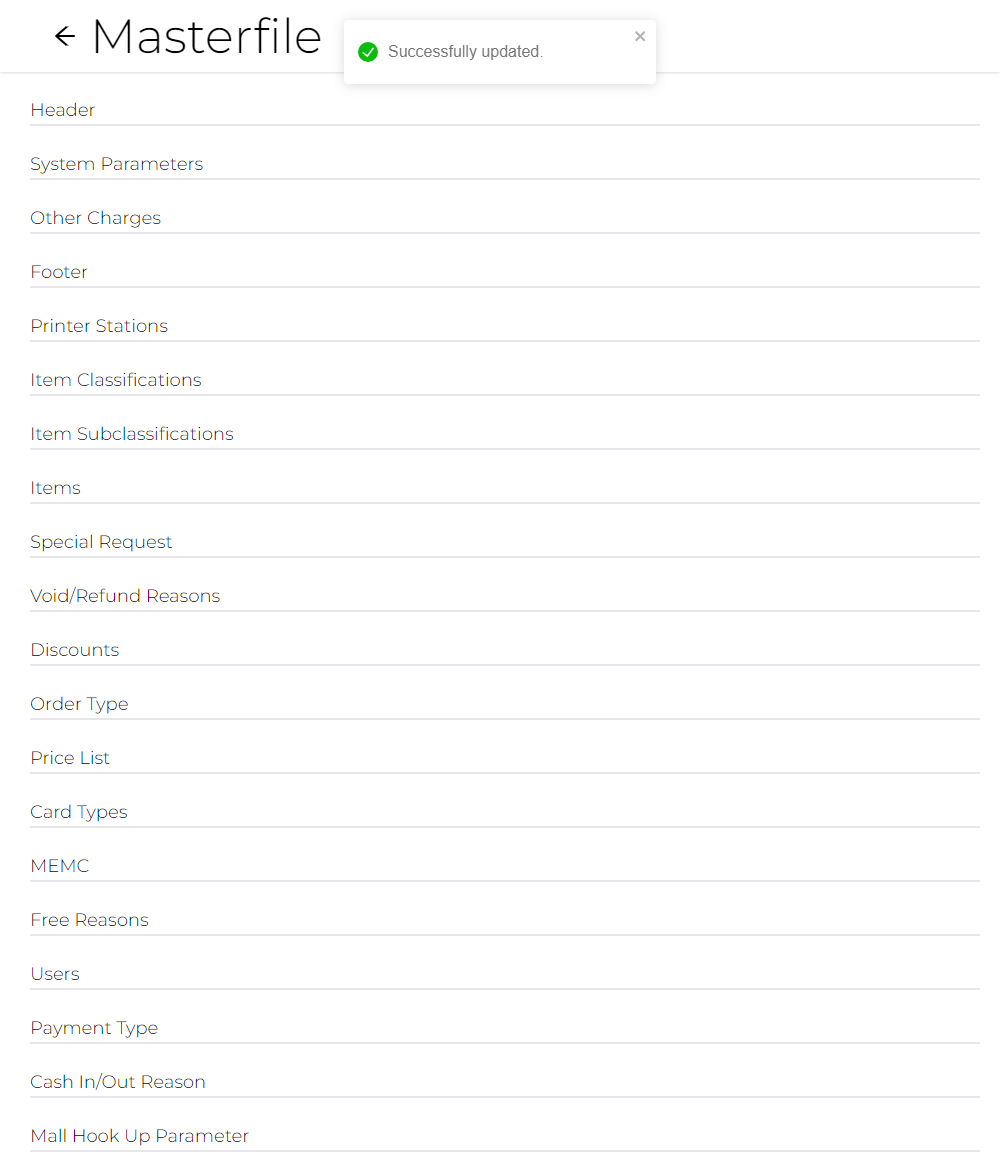 Masterfile
Successfully updated.
Header
System Parameters
Other Charges
Footer
Printer Stations
Item Classifications
Item Subclassifications
Items
Special Request
Void/Refund Reasons
Discounts
Order Type
Price List
Card Types
MEMC
Free Reasons
Users
Payment Type
Cash In/Out Reason
Mall Hook Up Parameter